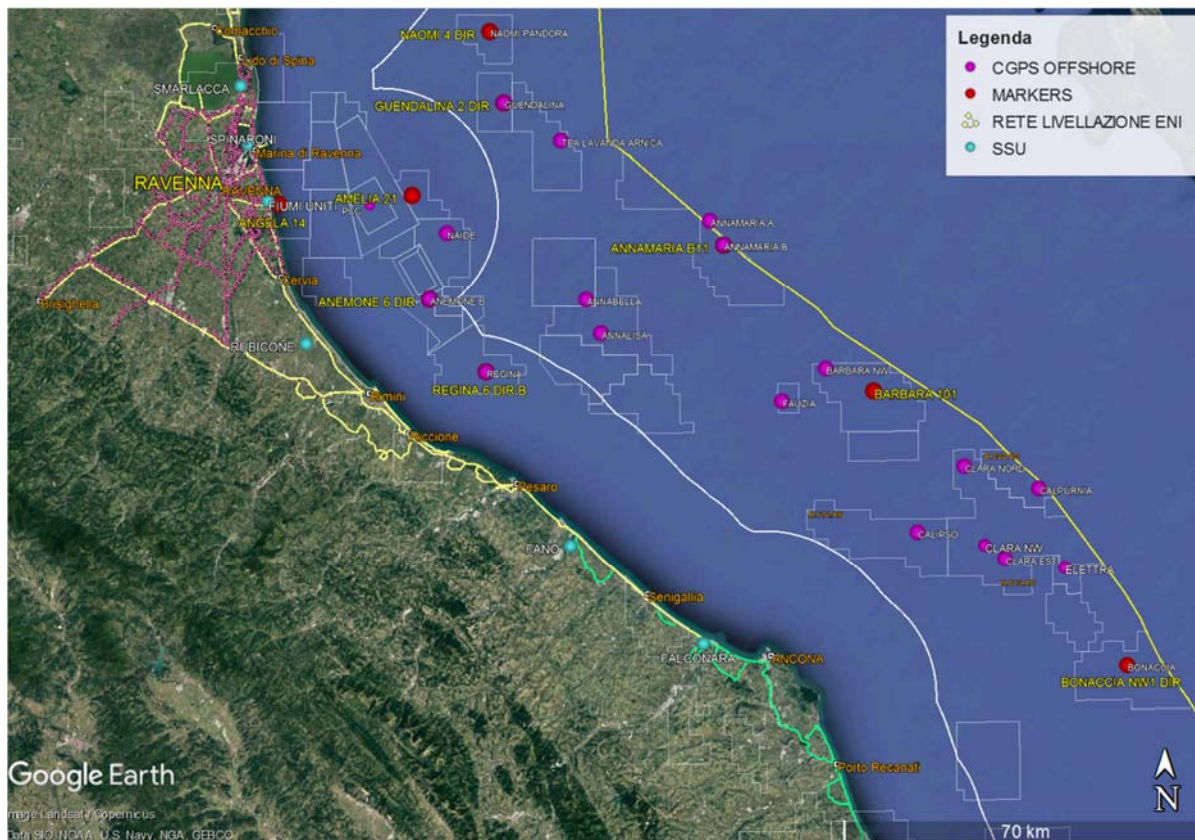 Legenda
CGPS OFFSHORE
MARKERS
RETE LIVELLAZIONE ENI
SSU
Comacchio
Lido di Spina
SMARLACCA
SPINARONI
Marina di Ravenna
RAVENNA
RAVENNA
FIUMI UNITI
ANGELA 14
Cervia
Brisighella
RUBICONE
Rimini
Riccione
Pesaro
FANO
Senigallia
FALCONARA
ANCONA
Porto Recanati
NAOMI 4 DIR
NAOMI PANDORA
GUENDALINA 2 DIR
GUENDALINA
TEA LAVANDA ARNICA
AMELIA 21
PCC
NAIDE
ANNAMARIA A
ANNAMARIA B11
ANNAMARIA B
ANEMONE 6 DIR
ANEMONE B
ANNABELLA
ANNALISA
REGINA
REGINA 6 DIR B
BARBARA NW
BARBARA 101
FAUZIA
CLARA NORD
CALPURNIA
CALIPSO
CLARA NW
CLARA EST
ELETTRA
BONACCIA
BONACCIA NW1 DIR
Google Earth
Image Landsat / Copernicus
Data SIO, NOAA, U.S. Navy, NGA, GEBCO
N
70 km